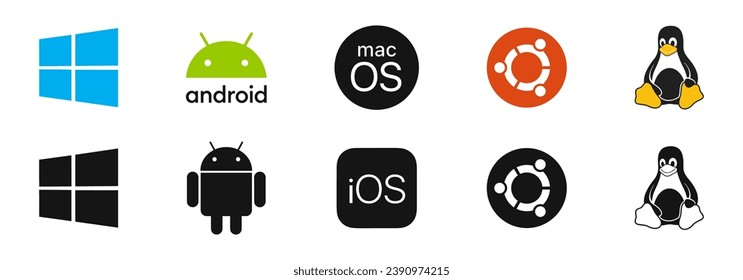 android
mac
OS
iOS
shutterstock.com · 2390974215